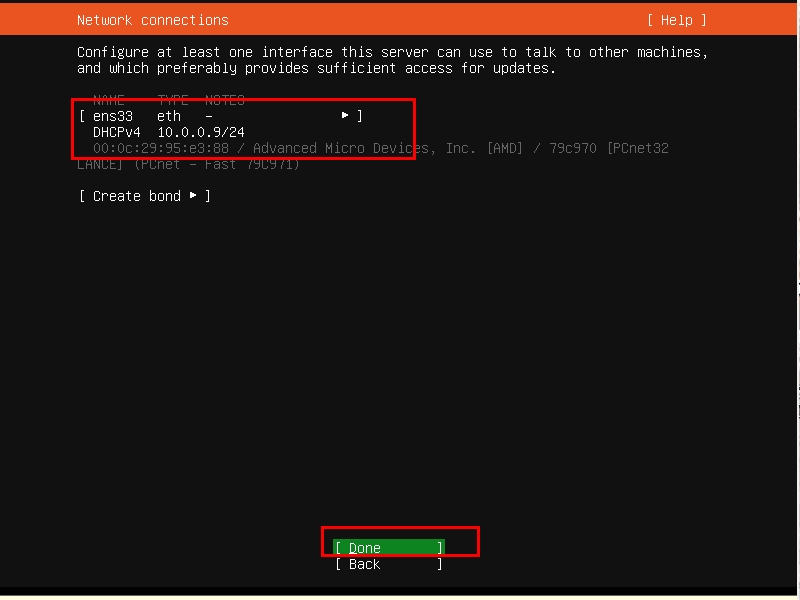 Network connections [ Help ]
Configure at least one interface this server can use to talk to other machines,
and which preferably provides sufficient access for updates.
NAME TYPE NOTES
[ ens33 eth - ▸ ]
DHCPv4 10.0.0.9/24
00:0c:29:95:e3:88 / Advanced Micro Devices, Inc. [AMD] / 79c970 [PCnet32
LANCE] (PCnet - Fast 79C971)
[ Create bond ▸ ]
[ Done ]
[ Back ]